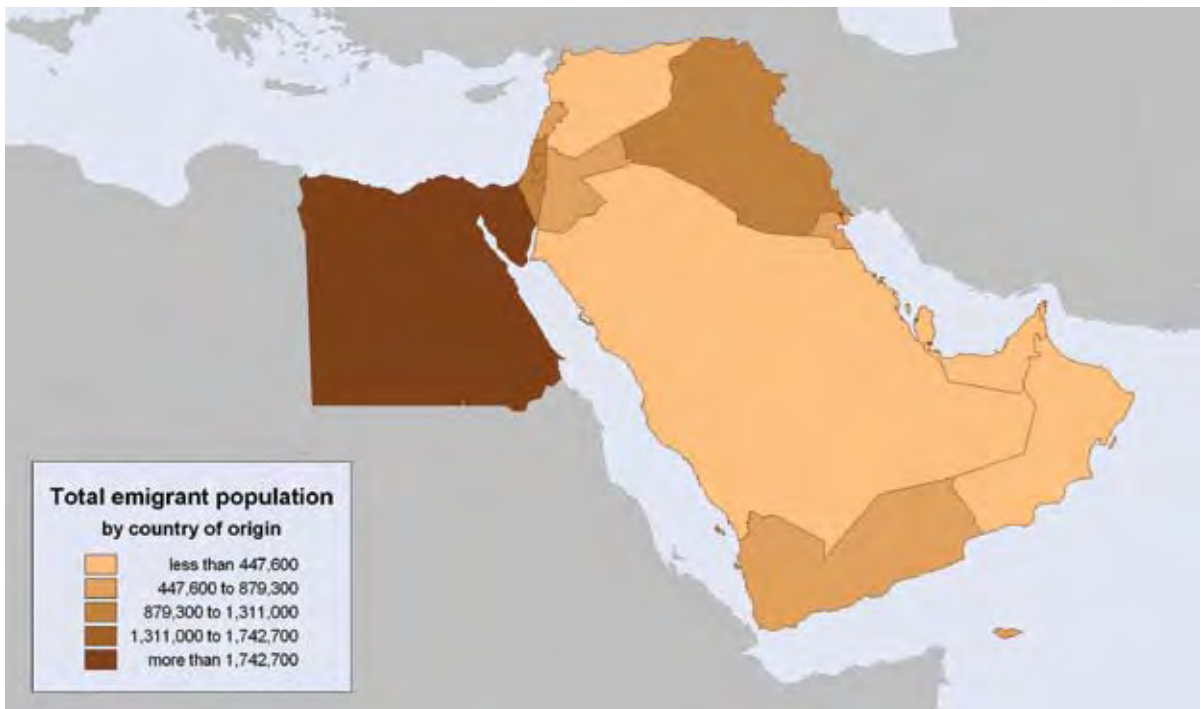 Total emigrant population
by country of origin
less than 447,600
447,600 to 879,300
879,300 to 1,311,000
1,311,000 to 1,742,700
more than 1,742,700